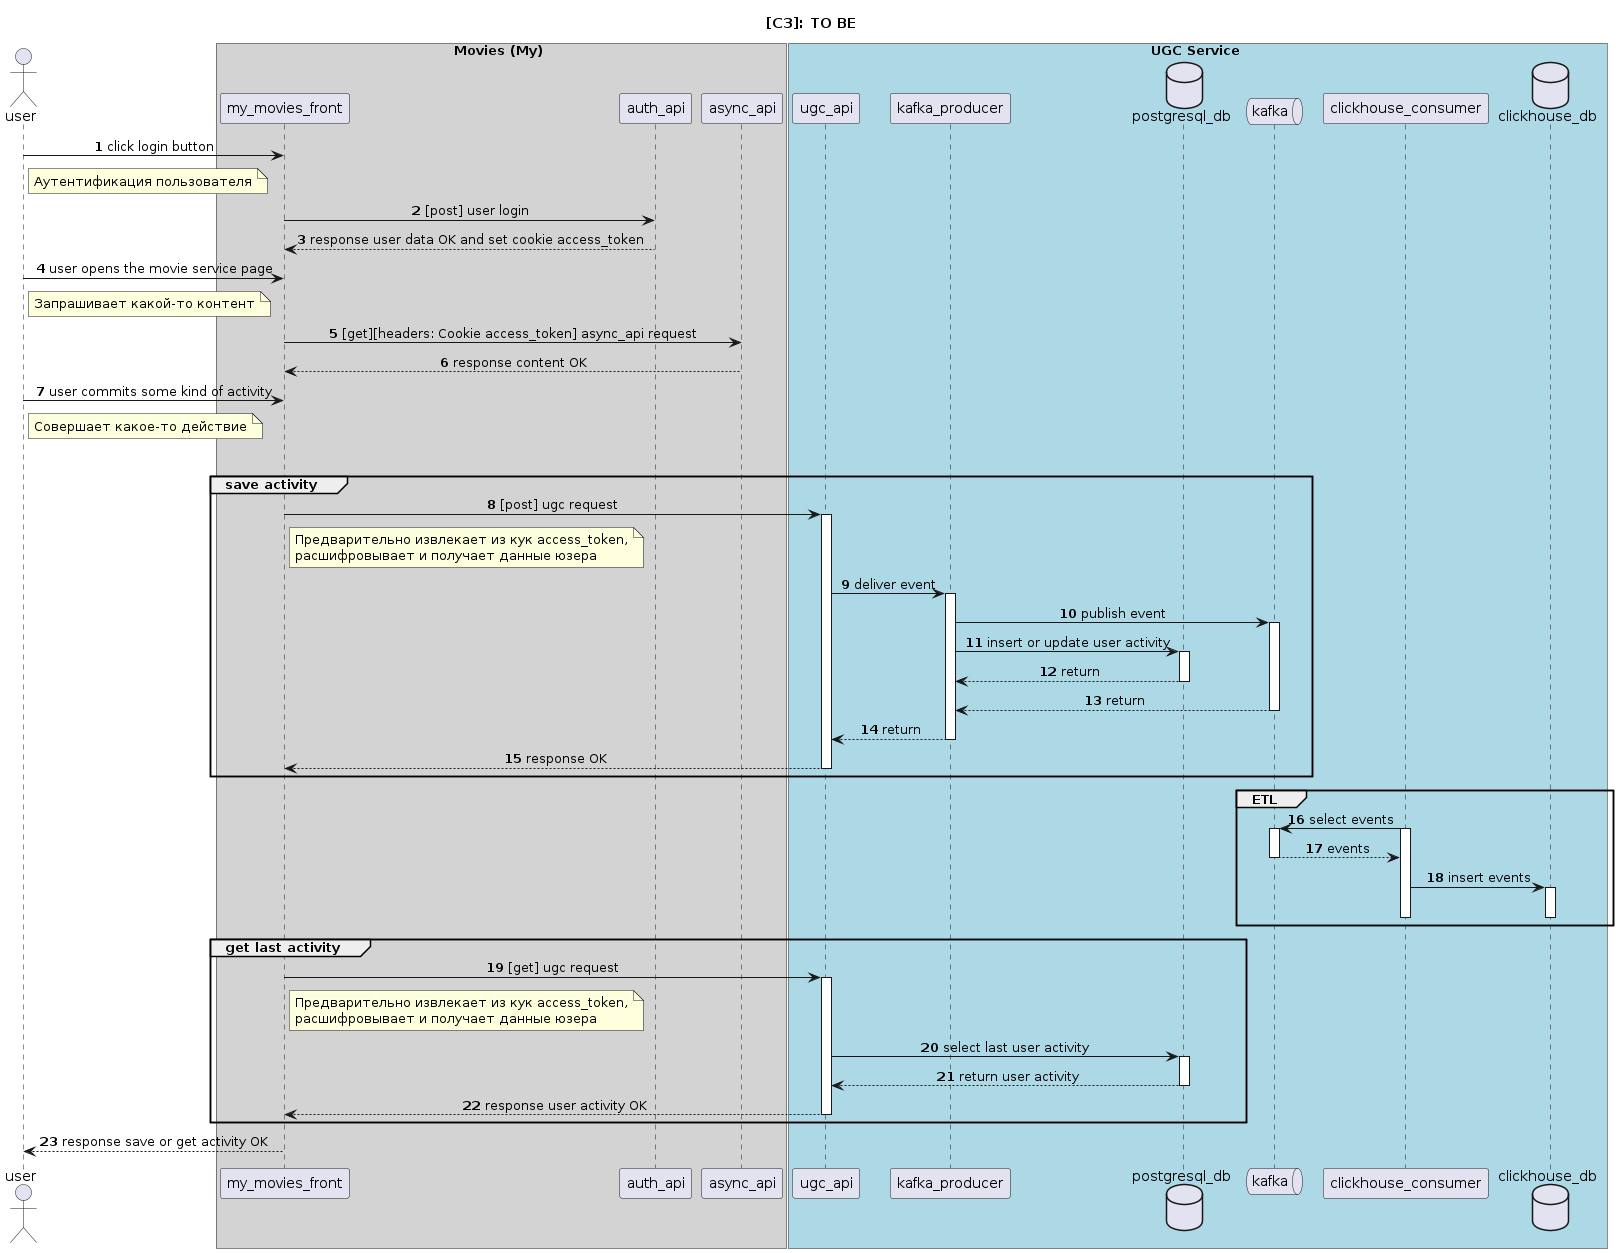 [C3]: TO BE
Movies (My)
UGC Service
user
my_movies_front
auth_api
async_api
ugc_api
kafka_producer
postgresql_db
kafka
clickhouse_consumer
clickhouse_db
1 click login button
Аутентификация пользователя
2 [post] user login
3 response user data OK and set cookie access_token
4 user opens the movie service page
Запрашивает какой-то контент
5 [get][headers: Cookie access_token] async_api request
6 response content OK
7 user commits some kind of activity
Совершает какое-то действие
save activity
8 [post] ugc request
Предварительно извлекает из кук access_token,
расшифровывает и получает данные юзера
9 deliver event
10 publish event
11 insert or update user activity
12 return
13 return
14 return
15 response OK
ETL
16 select events
17 events
18 insert events
get last activity
19 [get] ugc request
Предварительно извлекает из кук access_token,
расшифровывает и получает данные юзера
20 select last user activity
21 return user activity
22 response user activity OK
23 response save or get activity OK
user
my_movies_front
auth_api
async_api
ugc_api
kafka_producer
postgresql_db
kafka
clickhouse_consumer
clickhouse_db